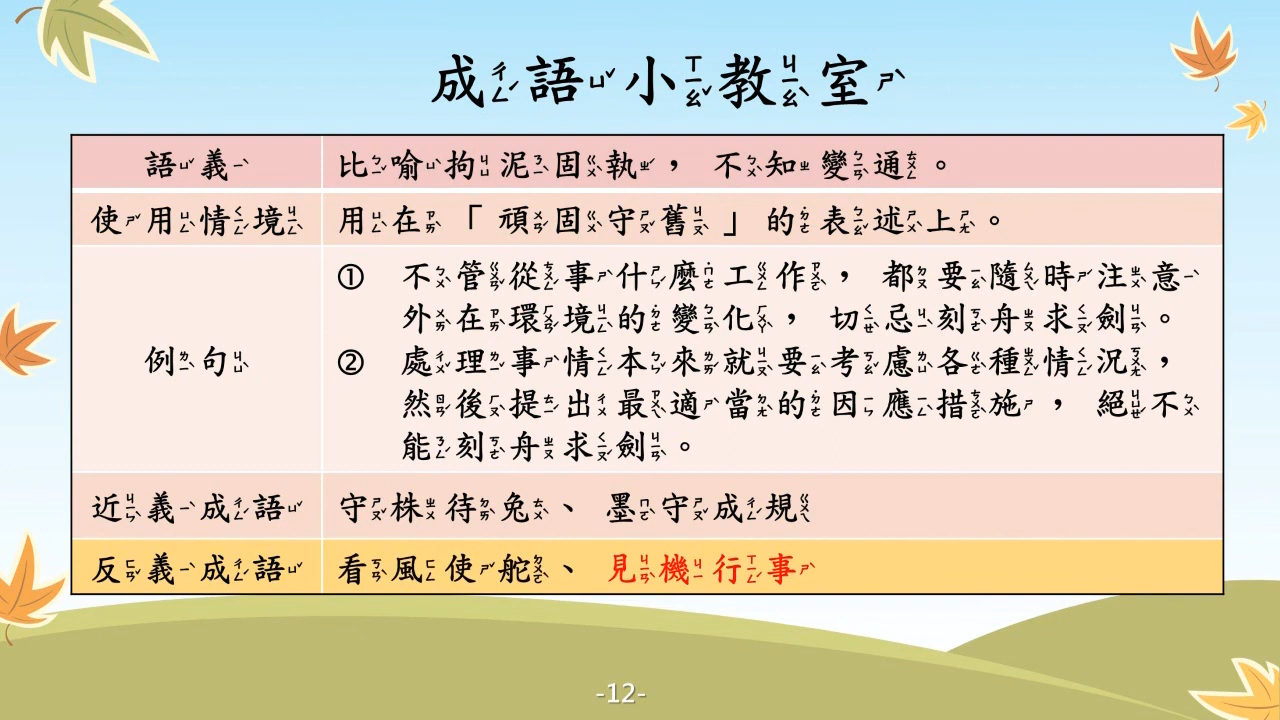 成語小教室
語義 比喻拘泥固執，不知變通。
使用情境 用在「頑固守舊」的表述上。
例句
① 不管從事什麼工作，都要隨時注意
外在環境的變化，切忌刻舟求劍。
② 處理事情本來就要考慮各種情況，
然後提出最適當的因應措施，絕不
能刻舟求劍。
近義成語 守株待兔、墨守成規
反義成語 看風使舵、見機行事
-12-